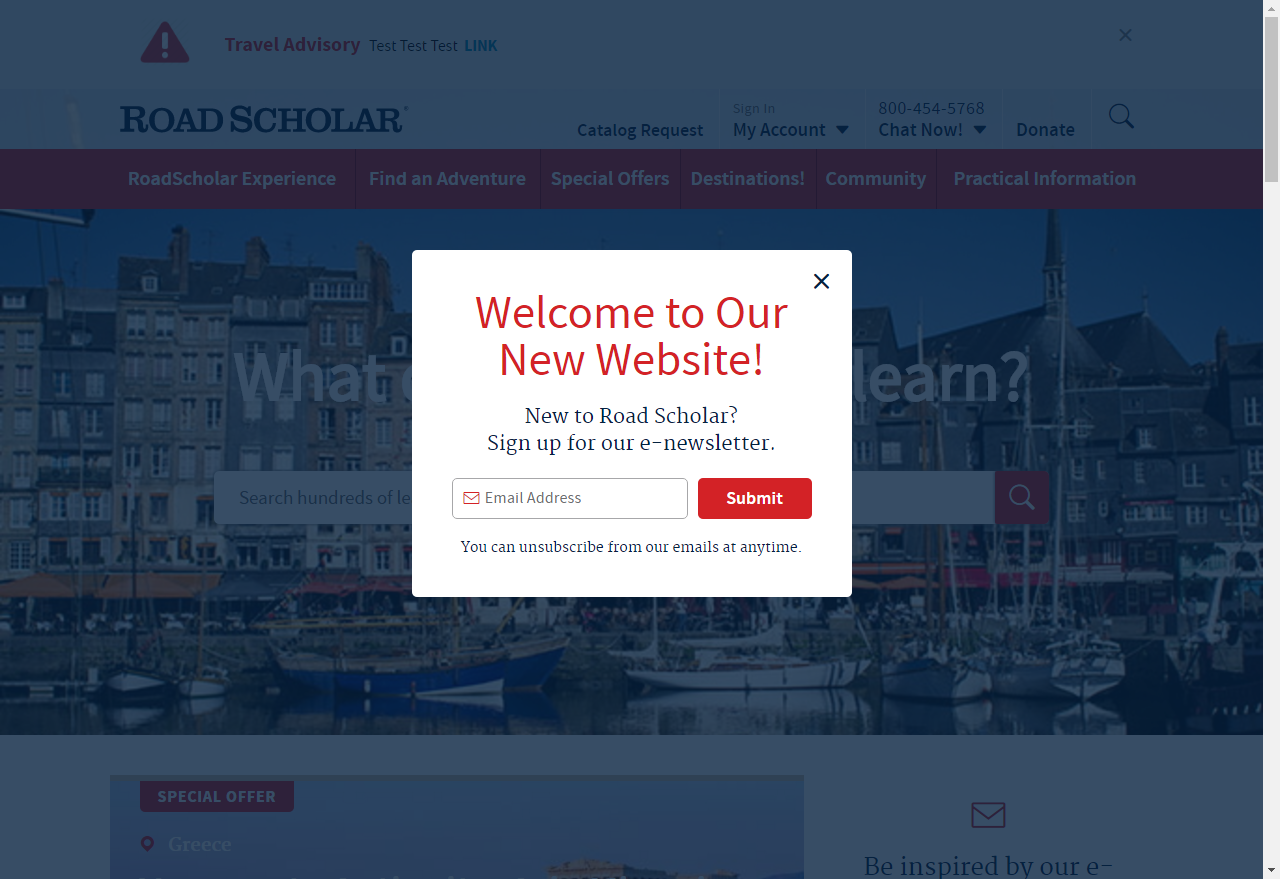 Travel Advisory Test Test Test LINK
ROAD SCHOLAR®
Catalog Request
Sign In
My Account
800-454-5768
Chat Now!
Donate
RoadScholar Experience
Find an Adventure
Special Offers
Destinations!
Community
Practical Information
What
learn?
Search hundreds of le
Welcome to Our
New Website!
New to Road Scholar?
Sign up for our e-newsletter.
Email Address
Submit
You can unsubscribe from our emails at anytime.
SPECIAL OFFER
Greece
Be inspired by our e-